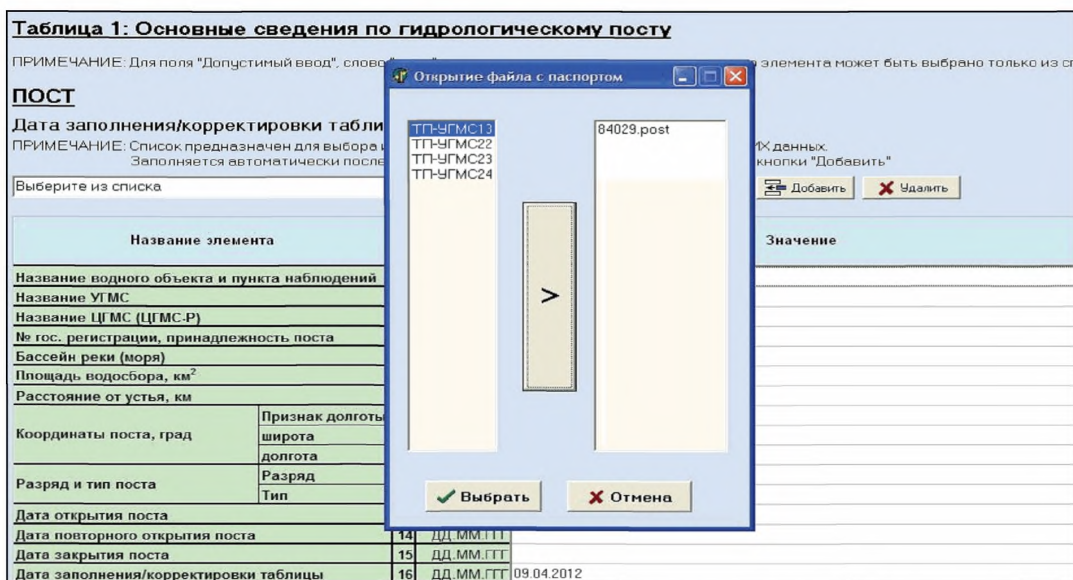 Таблица 1: Основные сведения по гидрологическому посту
ПРИМЕЧАНИЕ: Для поля "Допустимый ввод", слово элемента может быть выбрано только из
ПОСТ
Дата заполнения/корректировки
ПРИМЕЧАНИЕ: Список предназначен для выбора данных.
Заполняется автоматически после кнопки "Добавить"
Выберите из списка
Добавить
Удалить
Открытие файла с паспортом
ТП-УГМС13
ТП-УГМС22
ТП-УГМС23
ТП-УГМС24
84029.post
>
Выбрать
Отмена
Название элемента
Значение
Название водного объекта и пункта наблюдений
Название УГМС
Название ЦГМС (ЦГМС-Р)
№ гос. регистрации, принадлежность поста
Бассейн реки (моря)
Площадь водосбора, км²
Расстояние от устья, км
Координаты поста, град
Признак долготы
широта
долгота
Разряд и тип поста
Разряд
Тип
Дата открытия поста
Дата повторного открытия поста 14 ДД.ММ.ГГГ
Дата закрытия поста 15 ДД.ММ.ГГГ
Дата заполнения/корректировки таблицы 16 ДД.ММ.ГГГ 09.04.2012